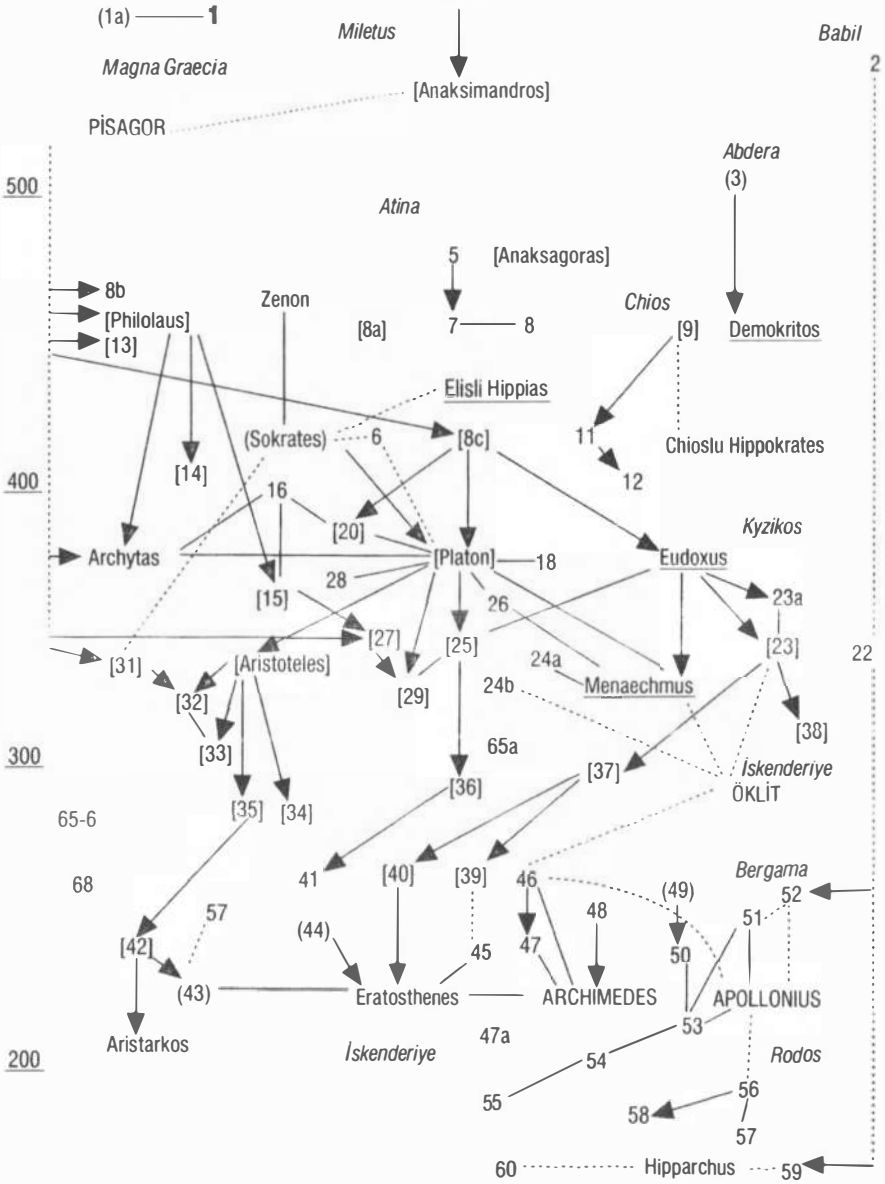 (1a) 1
Miletus
Babil
Magna Graecia
2
[Anaksimandros]
PİSAGOR
Abdera
500
(3)
Atina
5 [Anaksagoras]
8b
Zenon
Chios
[Philolaus]
[8a] 7 8
[9] Demokritos
[13]
Elisli Hippias
(Sokrates) 6 [8c]
11
Chioslu Hippokrates
[14]
12
400
16
[20]
Kyzikos
Archytas
[Platon] 18
Eudoxus
28
[15]
26
23a
[27] [25]
[23] 22
[31]
[Aristoteles]
24a
[32]
[29] 24b
Menaechmus
[38]
[33]
65a
300
[37]
İskenderiye
[36]
ÖKLİT
65-6
[35] [34]
68
41 [40] [39] 46
Bergama
(49) 52
57
48
51
(44)
[42]
45 47
50
(43)
Eratosthenes
ARCHIMEDES
APOLLONIUS
53
Aristarkos
47a
İskenderiye
54
Rodos
200
55
58
56
57
60 Hipparchus 59